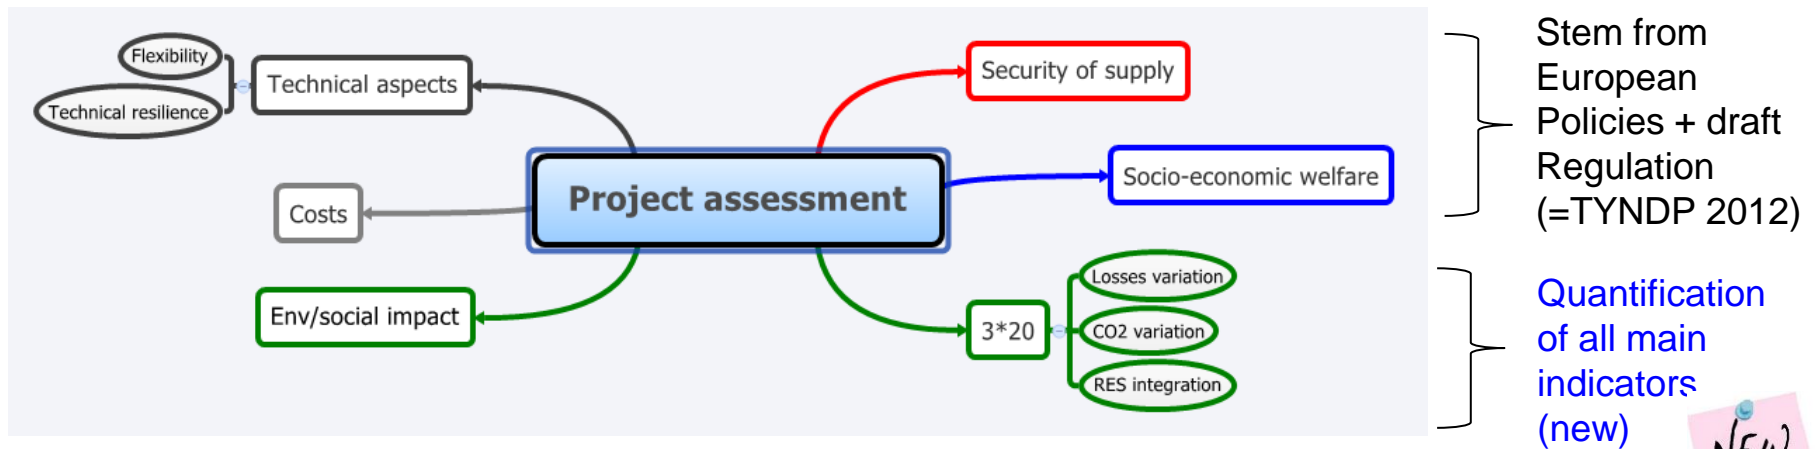 Flexibility
Technical resilience
Technical aspects
Costs
Env/social impact
Project assessment
Security of supply
Socio-economic welfare
3*20
Losses variation
CO2 variation
RES integration
Stem from
European
Policies + draft
Regulation
(=TYNDP 2012)
Quantification
of all main
indicators
(new)
NEW